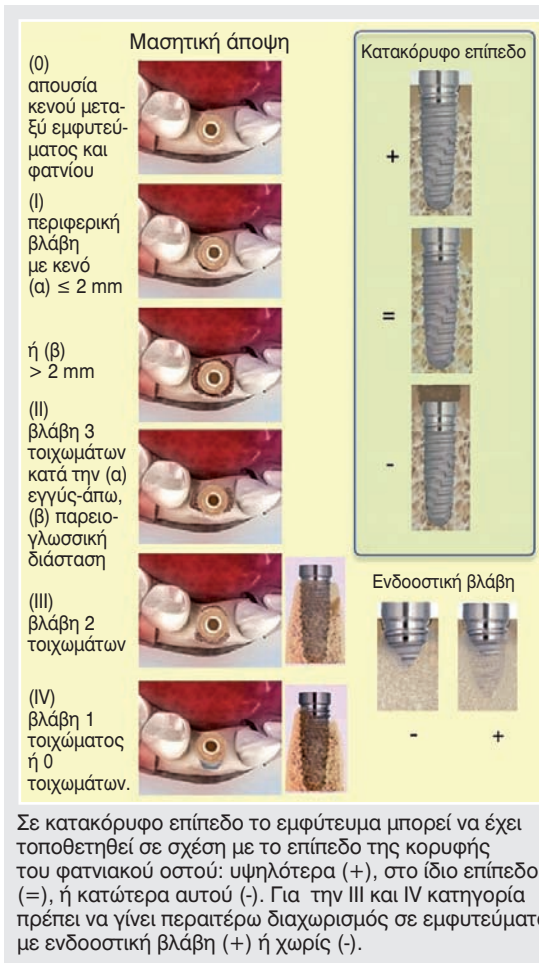 Μασητική άποψη
(0)
απουσία
κενού μετα-
ξύ εμφυτεύ-
ματος και
φατνίου
(I)
περιφερική
βλάβη
με κενό
(α) ≤ 2 mm
ή (β)
> 2 mm
(II)
βλάβη 3
τοιχωμάτων
κατά την (α)
εγγύς-άπω,
(β) παρειο-
γλωσσική
διάσταση
(III)
βλάβη 2
τοιχωμάτων
(IV)
βλάβη 1
τοιχώματος
ή 0
τοιχωμάτων.
Κατακόρυφο επίπεδο
+
=
-
Ενδοοστική βλάβη
- +
Σε κατακόρυφο επίπεδο το εμφύτευμα μπορεί να έχει
τοποθετηθεί σε σχέση με το επίπεδο της κορυφής
του φατνιακού οστού: υψηλότερα (+), στο ίδιο επίπεδο
(=), ή κατώτερα αυτού (-). Για την III και IV κατηγορία
πρέπει να γίνει περαιτέρω διαχωρισμός σε εμφυτεύματ
με ενδοοστική βλάβη (+) ή χωρίς (-).